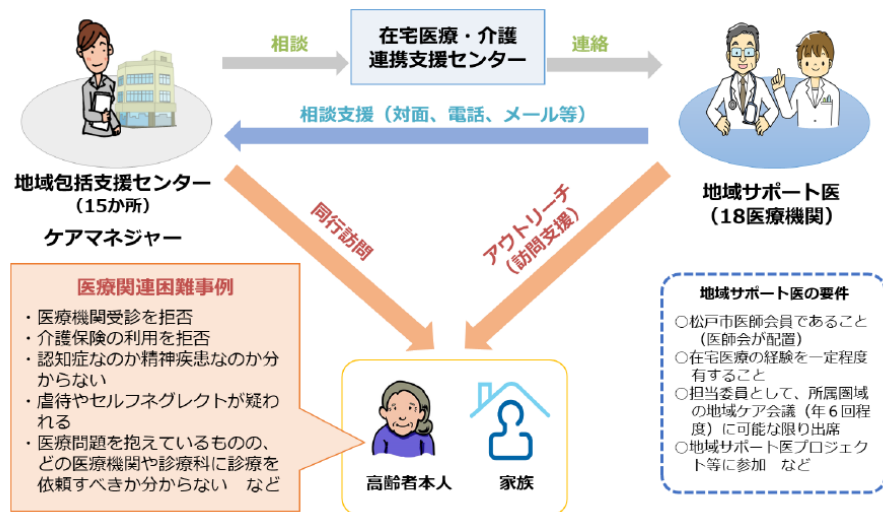 相談
在宅医療・介護
連携支援センター
連絡
相談支援（対面、電話、メール等）
地域包括支援センター
（15か所）
ケアマネジャー
地域サポート医
（18医療機関）
同行訪問
アウトリーチ
（訪問支援）
医療関連困難事例
・医療機関受診を拒否
・介護保険の利用を拒否
・認知症なのか精神疾患なのか分
からない
・虐待やセルフネグレクトが疑わ
れる
・医療問題を抱えているものの、
どの医療機関や診療科に診療を
依頼すべきか分からない　など
高齢者本人
家族
地域サポート医の要件
○松戸市医師会員であること
（医師会が配置）
○在宅医療の経験を一定程度
有すること
○担当委員として、所属圏域
の地域ケア会議（年６回程
度）に可能な限り出席
○地域サポート医プロジェク
ト等に参加　など